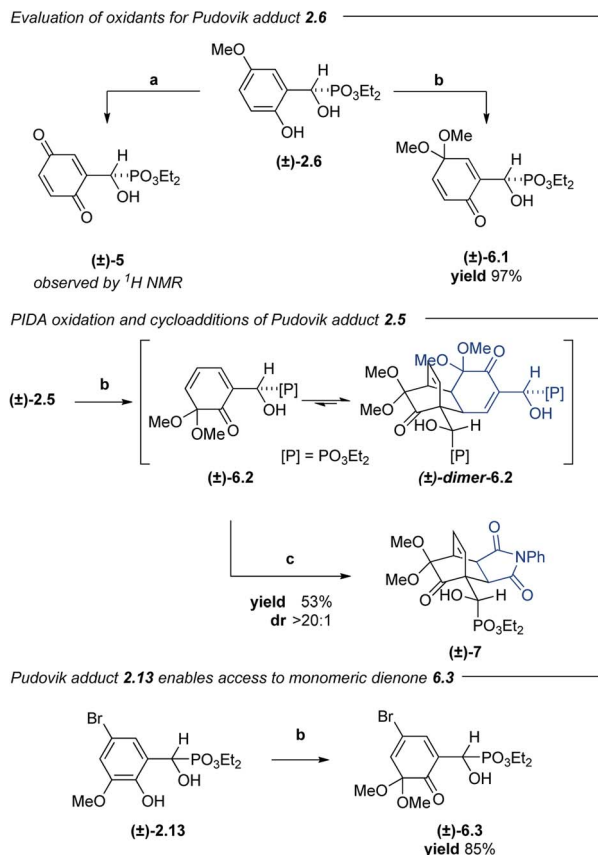 Evaluation of oxidants for Pudovik adduct 2.6
MeO
H
PO3Et2
OH
OH
(±)-2.6
a
b
O
H
PO3Et2
OH
O
(±)-5
observed by 1H NMR
MeO OMe
H
PO3Et2
OH
O
(±)-6.1
yield 97%
PIDA oxidation and cycloadditions of Pudovik adduct 2.5
(±)-2.5
b
H
[P]
OH
MeO
OMe
O
(±)-6.2
[P] = PO3Et2
MeO
OMe
O
H
[P]
OH
MeO
MeO
O
HO
H
[P]
(±)-dimer-6.2
c
yield 53%
dr >20:1
MeO
MeO
O
O
NPh
O
HO
H
PO3Et2
(±)-7
Pudovik adduct 2.13 enables access to monomeric dienone 6.3
Br
H
PO3Et2
OH
MeO
OH
(±)-2.13
b
Br
H
PO3Et2
OH
MeO
OMe
O
(±)-6.3
yield 85%